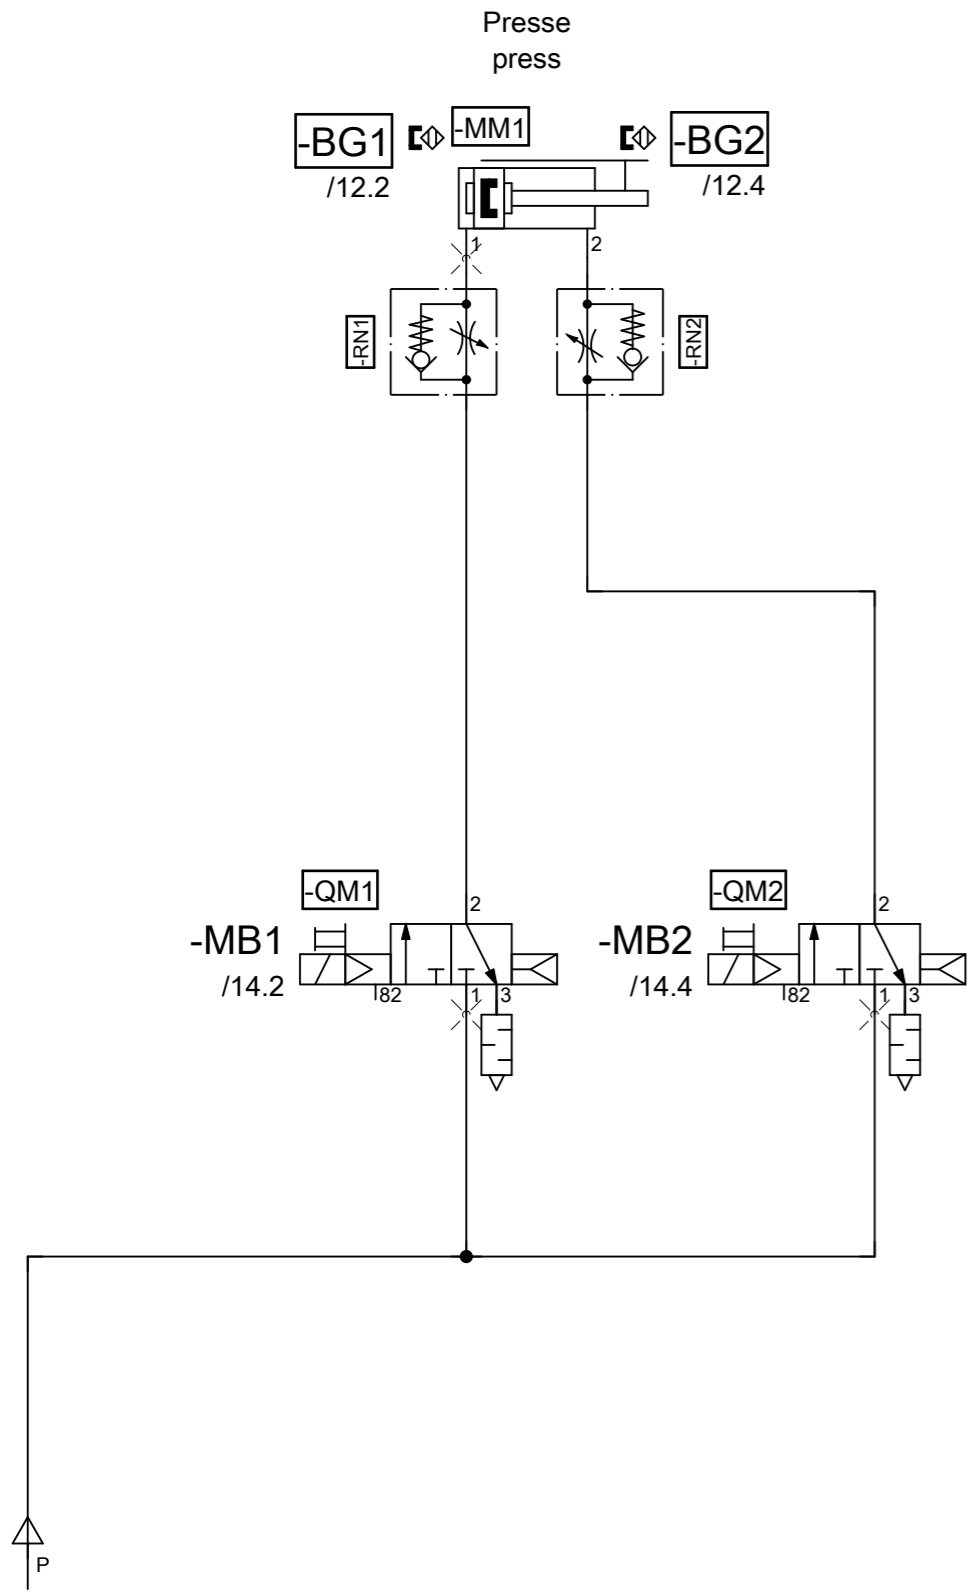 Presse
press
-BG1
-MM1
-BG2
/12.2
/12.4
1
2
-RN1
-RN2
-QM1
-QM2
2
2
-MB1
-MB2
/14.2
/14.4
82
1
3
82
1
3
P